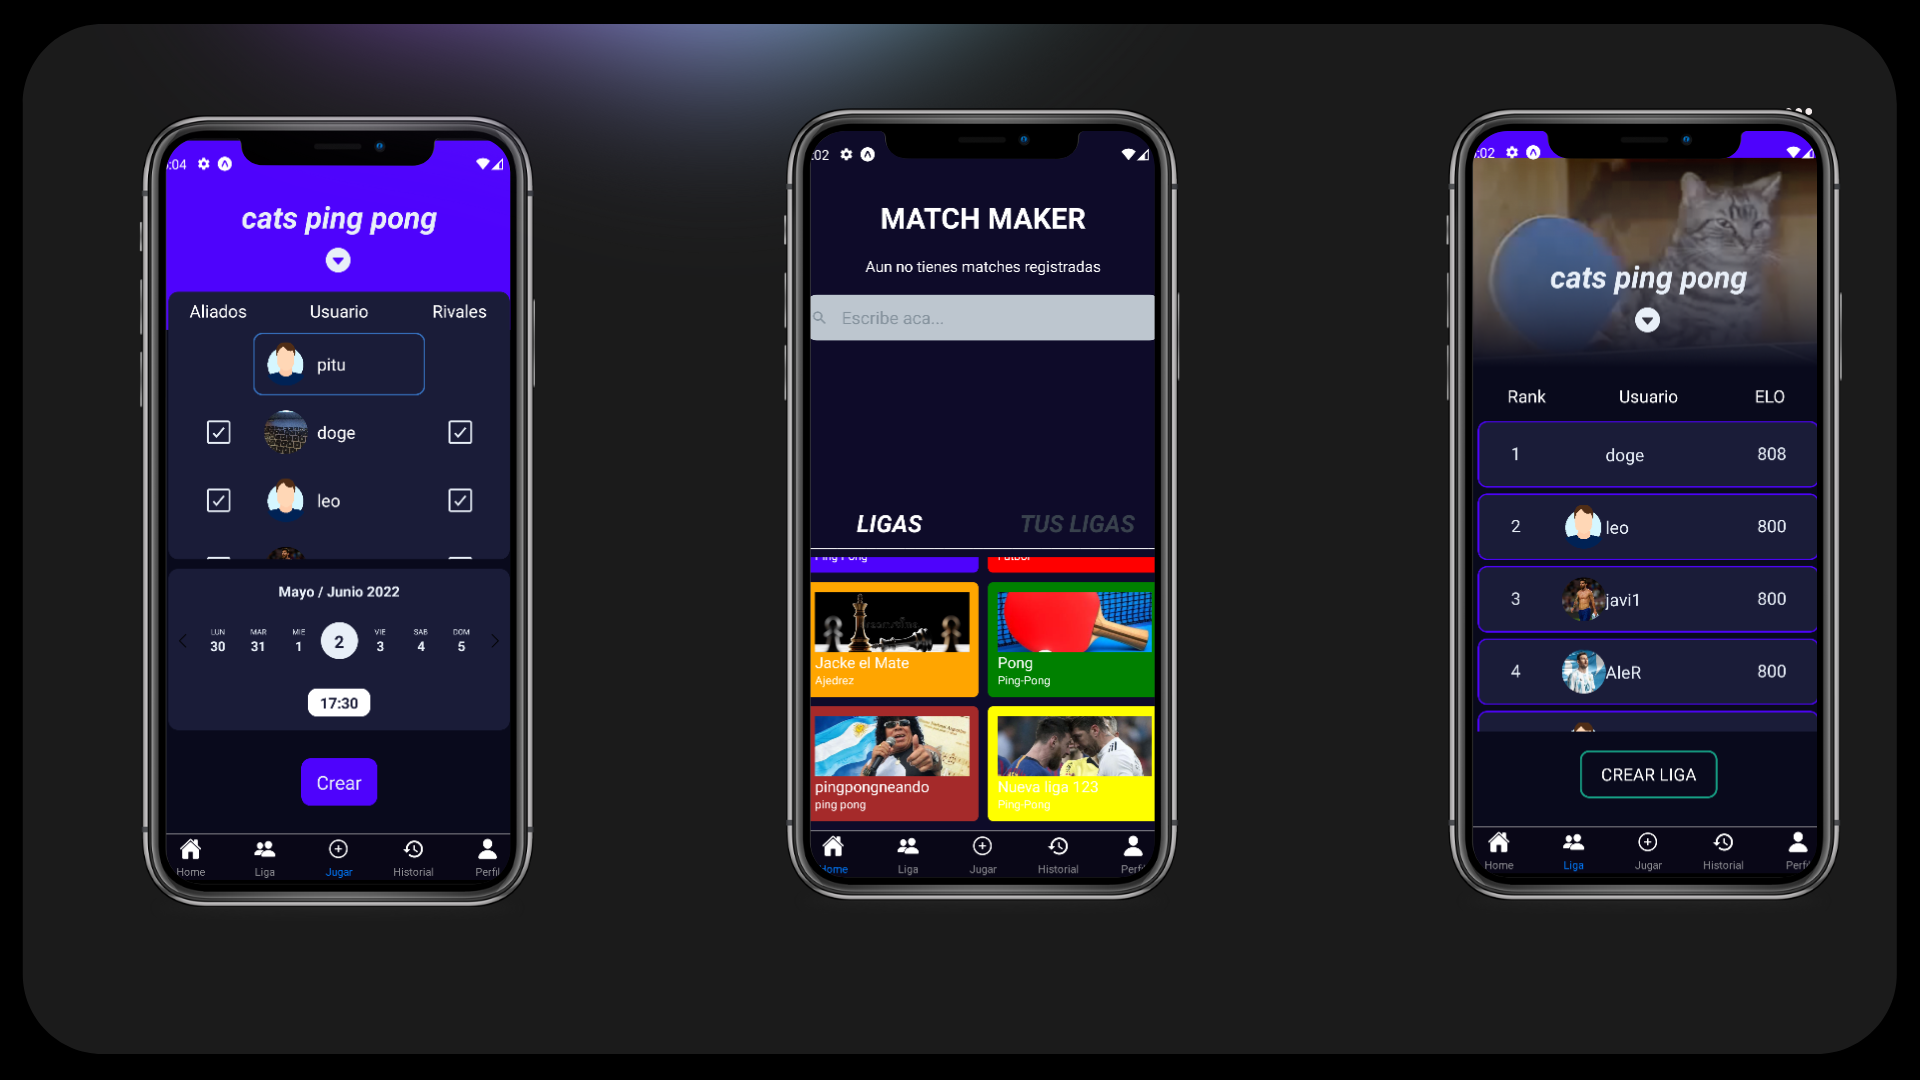 :04
cats ping pong
Aliados Usuario Rivales
pitu
doge
leo
Mayo / Junio 2022
LUN MAR MIE VIE SAB DOM
30 31 1 2 3 4 5
17:30
Crear
Home Liga Jugar Historial Perfil
:02
MATCH MAKER
Aun no tienes matches registradas
Escribe aca...
LIGAS TUS LIGAS
Ping-Pong Futbol
Jacke el Mate Pong
Ajedrez Ping-Pong
pingpongneando Nueva liga 123
ping pong Ping-Pong
Home Liga Jugar Historial Perf
:02
cats ping pong
Rank Usuario ELO
1 doge 808
2 leo 800
3 javi1 800
4 AleR 800
CREAR LIGA
Home Liga Jugar Historial Perf